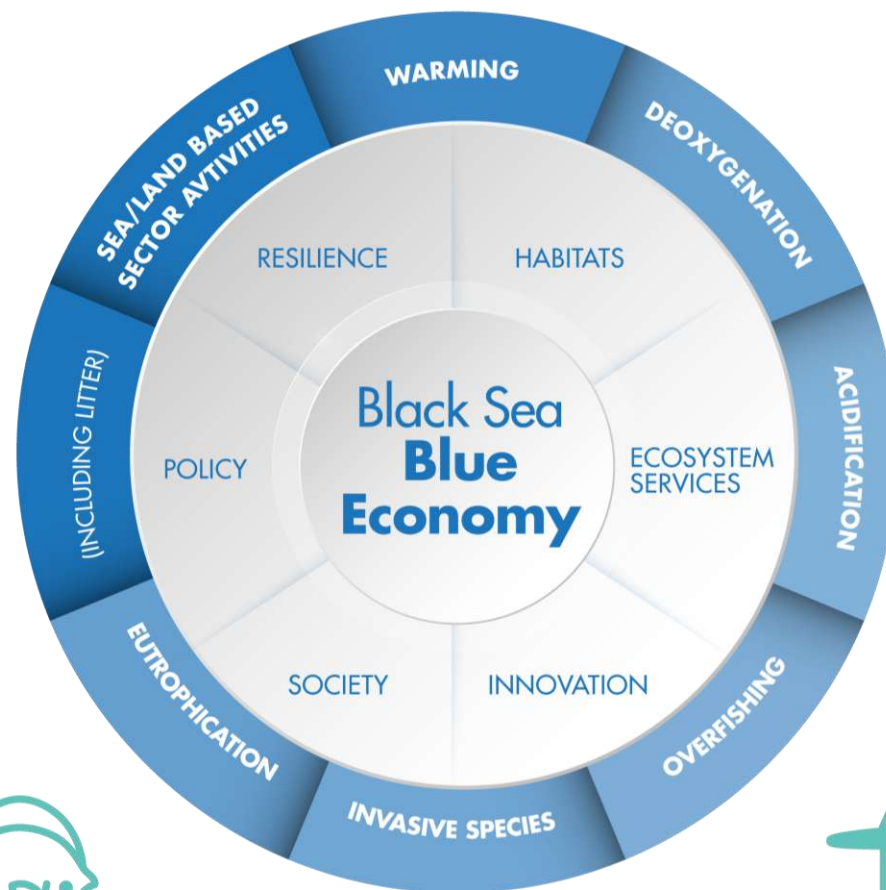 WARMING
DEOXYGENATION
ACIDIFICATION
OVERFISHING
INVASIVE SPECIES
EUTROPHICATION
(INCLUDING LITTER)
SEA/LAND BASED
SECTOR AVTIVITIES
RESILIENCE
HABITATS
ECOSYSTEM
SERVICES
INNOVATION
SOCIETY
POLICY
Black Sea
Blue
Economy